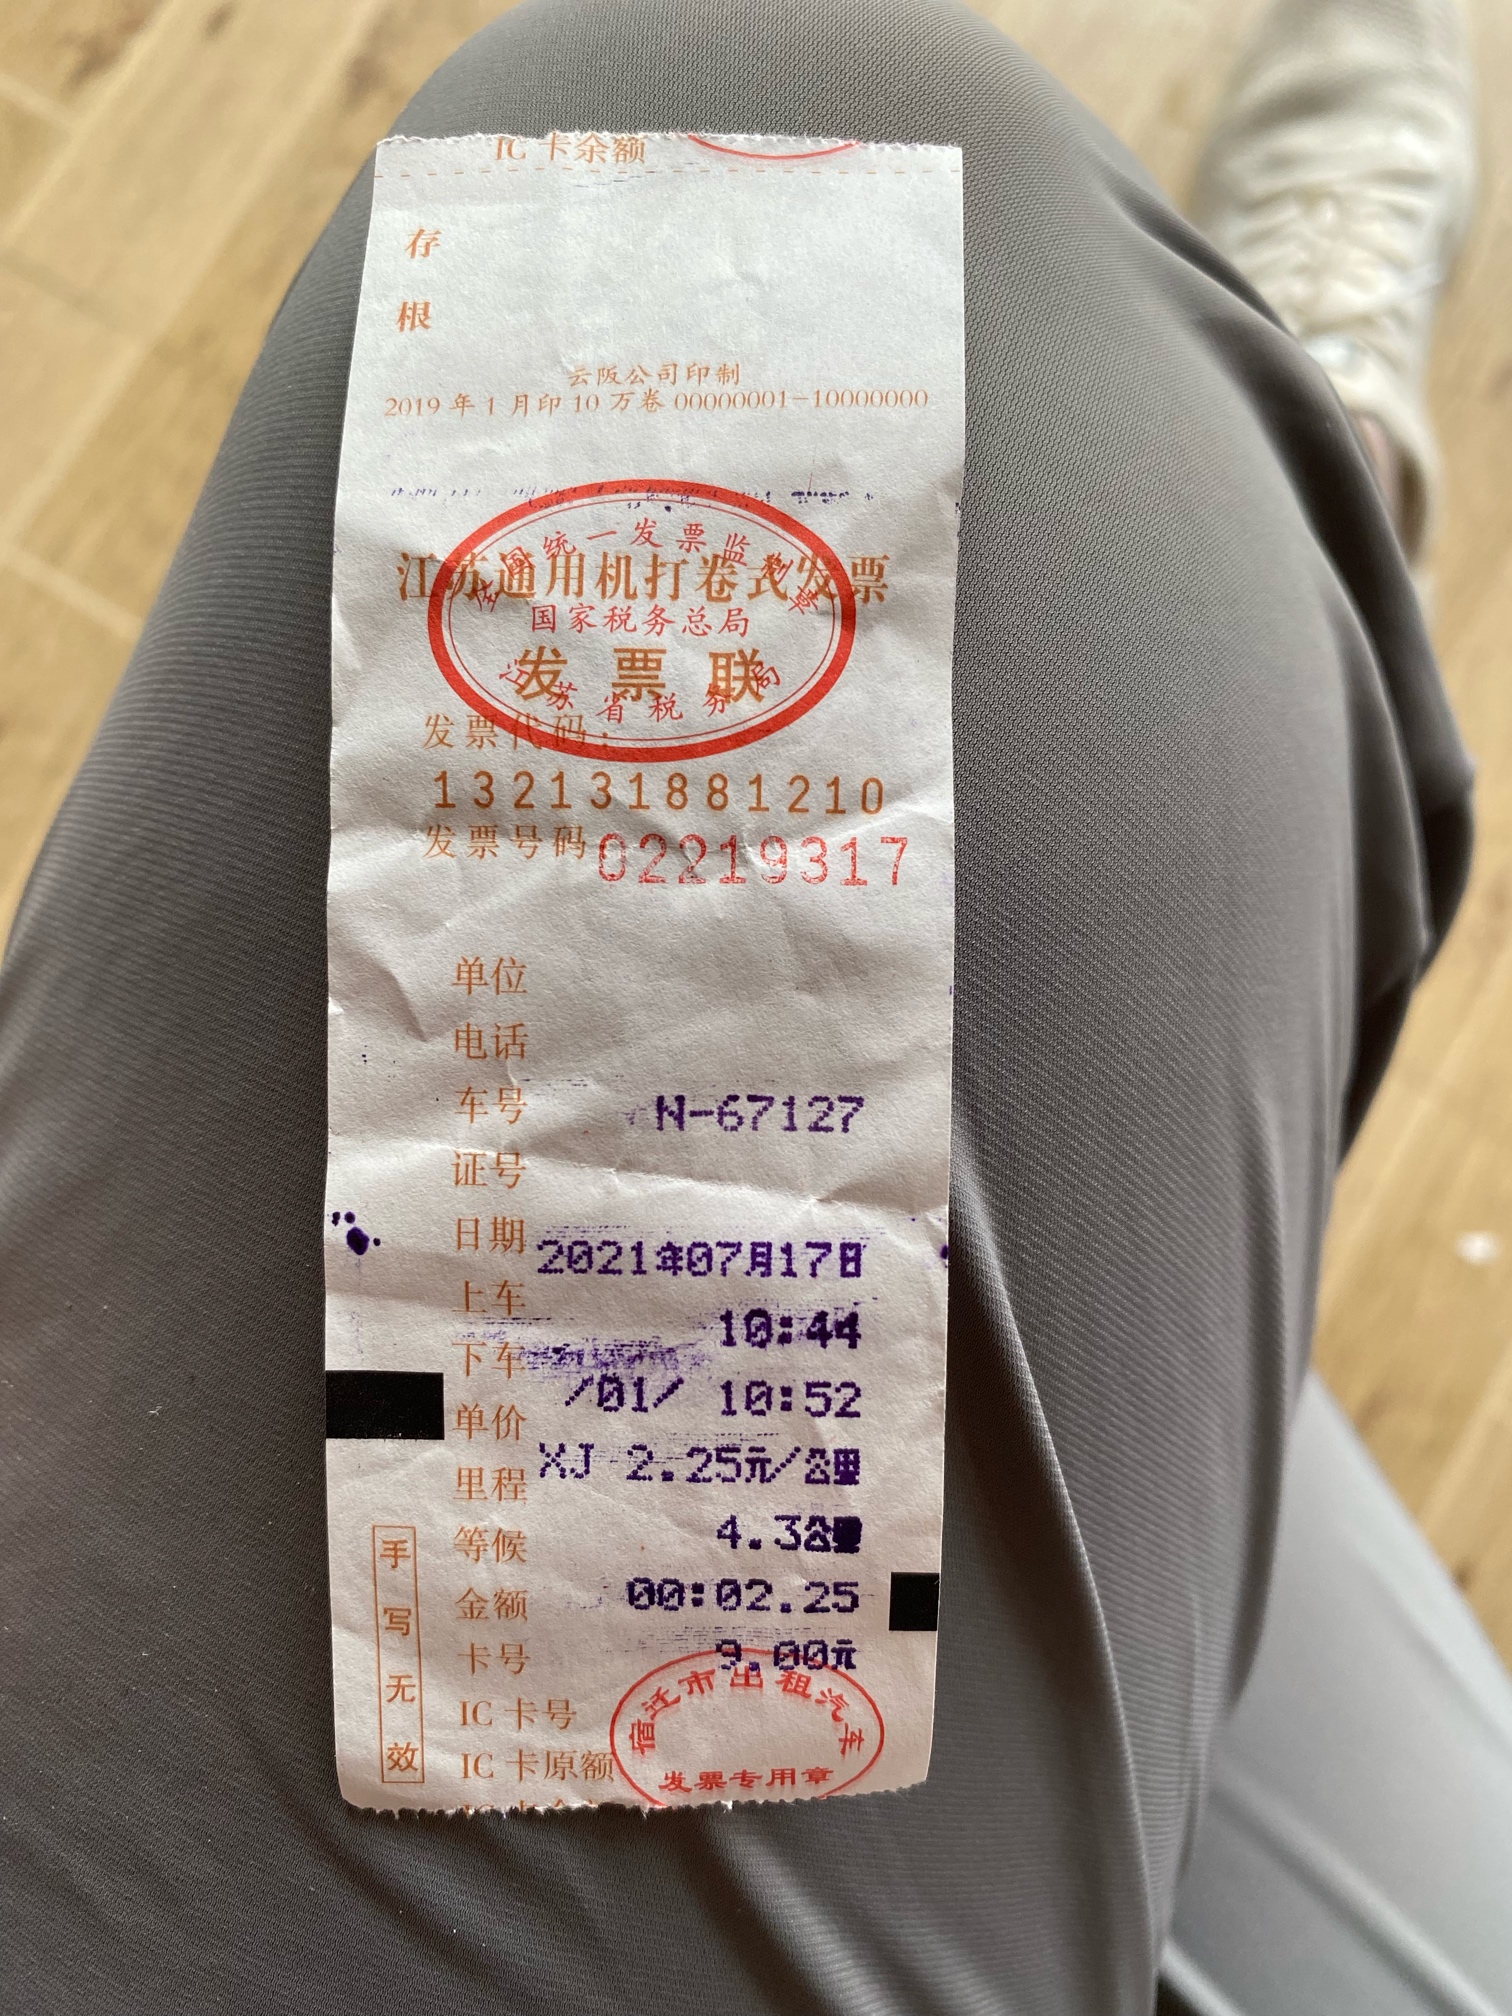 IC 卡余额
存
根
云阪公司印制
2019 年 1 月印 10 万卷 00000001-10000000
全国统一发票监制章
江苏通用机打卷式发票
国家税务总局
发票联
江苏省税务局
发票代码：
132131881210
发票号码 02219317
单位
电话
车号 N-67127
证号
日期 2021年07月17日
上车 10:44
下车 /01/ 10:52
单价 XJ 2.25元/公里
里程 4.3公里
等候 00:02.25
金额 9.00元
卡号
IC 卡号
IC 卡原额
手写无效
宿迁市出租汽车
发票专用章